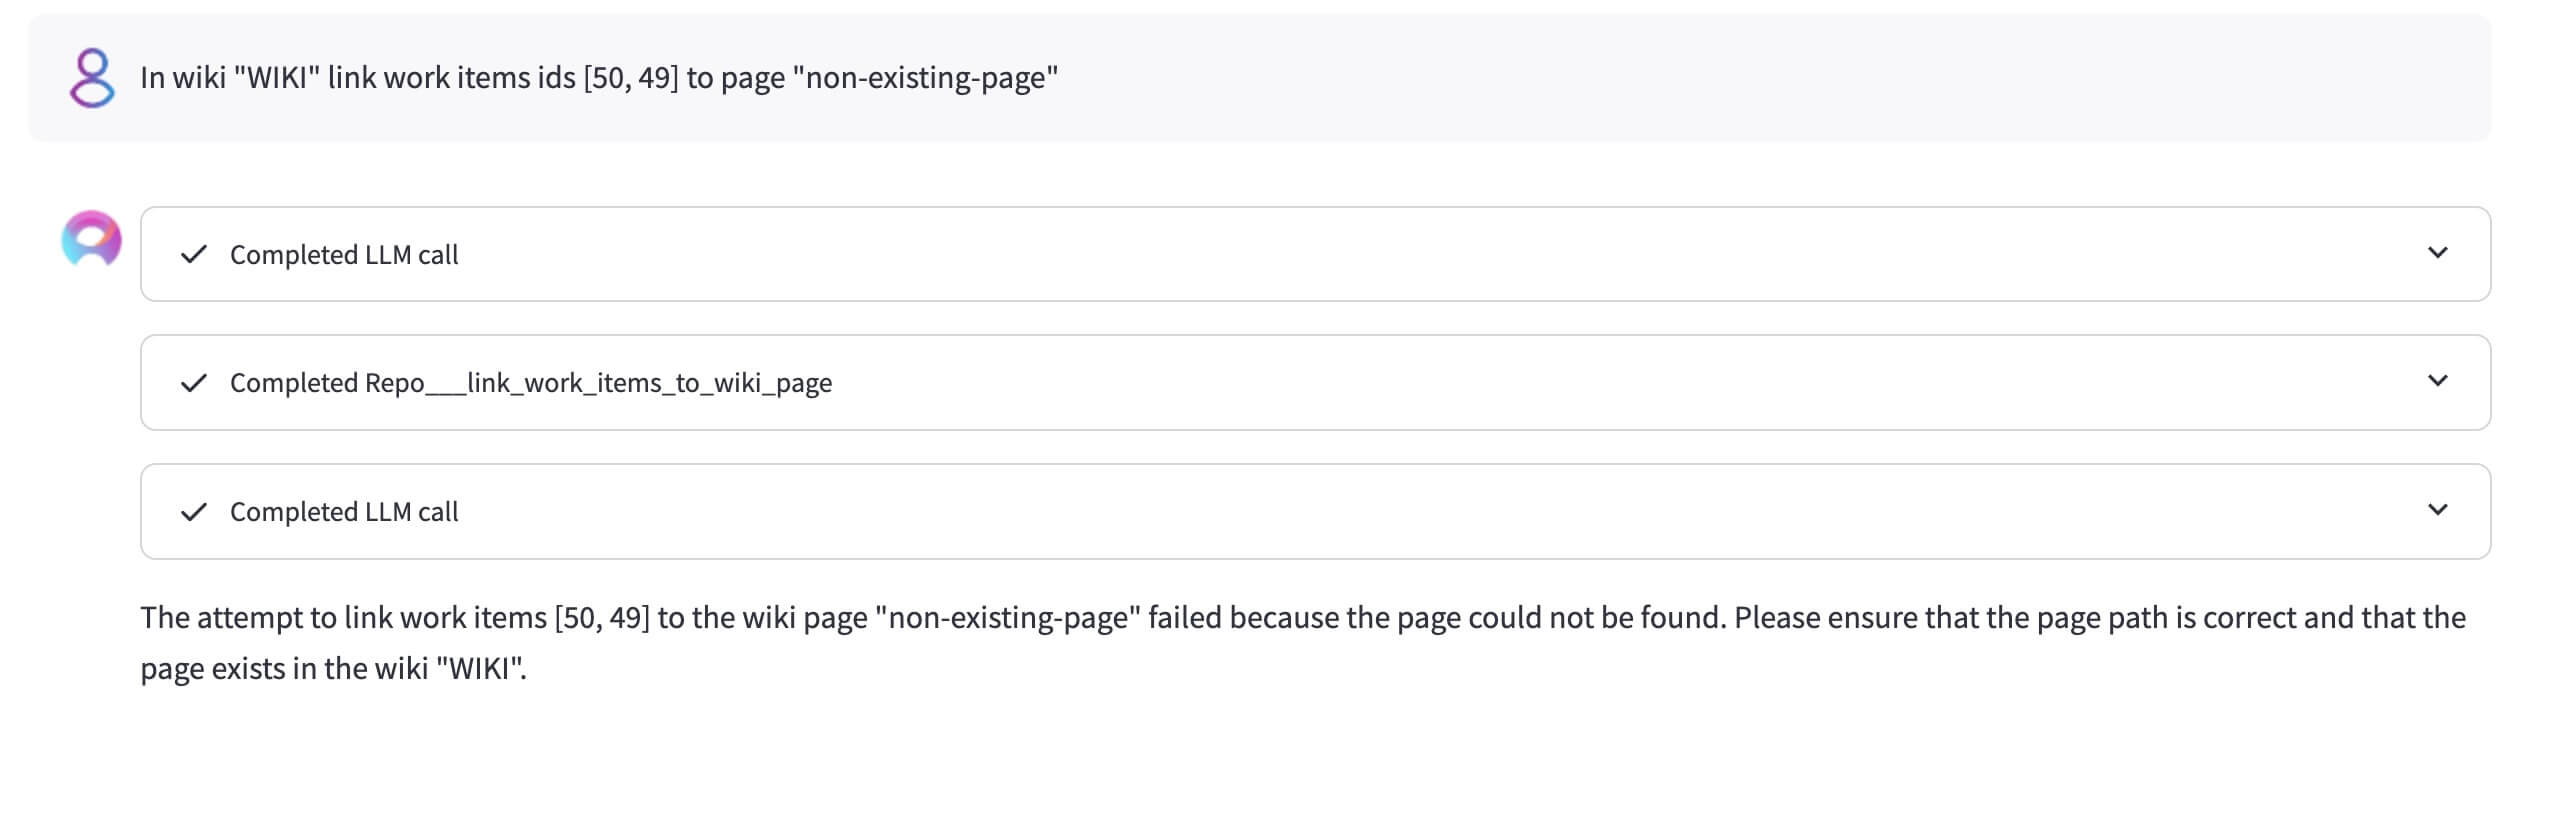 In wiki "WIKI" link work items ids [50, 49] to page "non-existing-page"
Completed LLM call
Completed Repo___link_work_items_to_wiki_page
Completed LLM call
The attempt to link work items [50, 49] to the wiki page "non-existing-page" failed because the page could not be found. Please ensure that the page path is correct and that the
page exists in the wiki "WIKI".